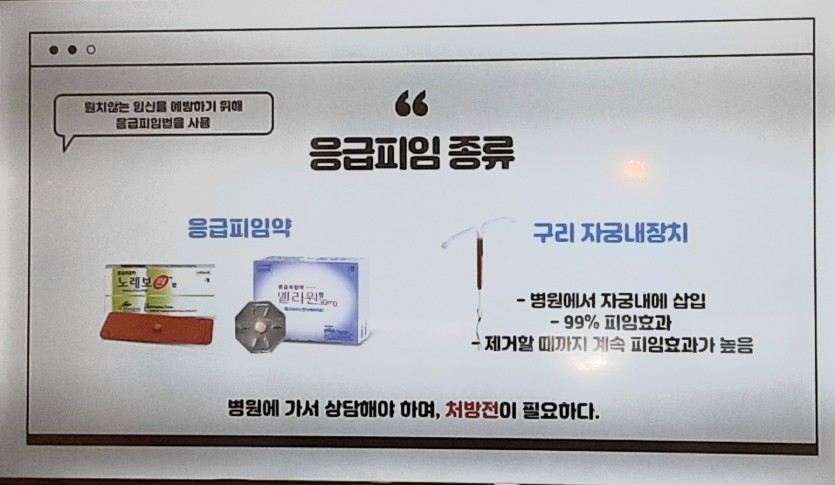 원치않는 임신을 예방하기 위해
응급피임법을 사용
“
응급피임 종류
응급피임약
노레보 원 정
엘라원정
30mg
구리 자궁내장치
- 병원에서 자궁내에 삽입
- 99% 피임효과
- 제거할 때까지 계속 피임효과가 높음
병원에 가서 상담해야 하며, 처방전이 필요하다.